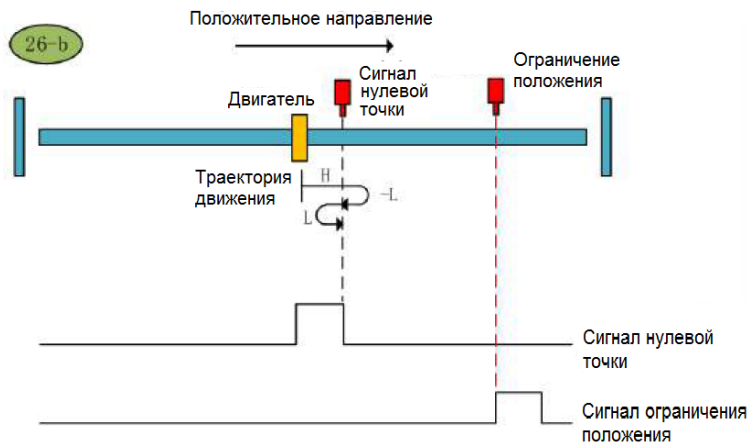 Положительное направление
26-b
Сигнал
нулевой
точки
Ограничение
положения
Двигатель
Траектория
движения
H
-L
L
Сигнал нулевой
точки
Сигнал ограничения
положения